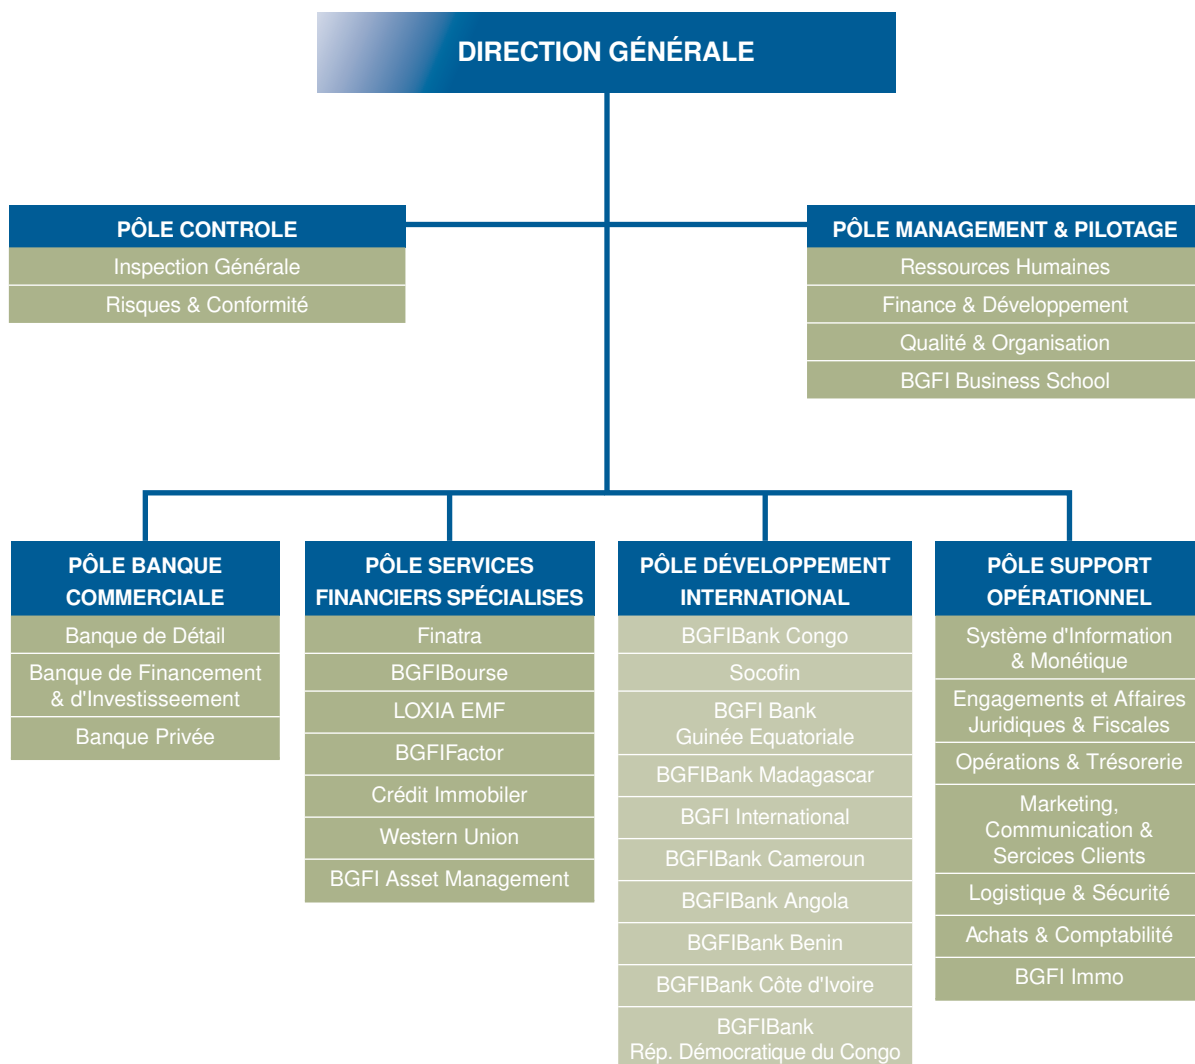 DIRECTION GÉNÉRALE
PÔLE CONTROLE
Inspection Générale
Risques & Conformité
PÔLE MANAGEMENT & PILOTAGE
Ressources Humaines
Finance & Développement
Qualité & Organisation
BGFI Business School
PÔLE BANQUE
COMMERCIALE
Banque de Détail
Banque de Financement
& d'Investisseement
Banque Privée
PÔLE SERVICES
FINANCIERS SPÉCIALISES
Finatra
BGFIBourse
LOXIA EMF
BGFIFactor
Crédit Immobiler
Western Union
BGFI Asset Management
PÔLE DÉVELOPPEMENT
INTERNATIONAL
BGFIBank Congo
Socofin
BGFI Bank
Guinée Equatoriale
BGFIBank Madagascar
BGFI International
BGFIBank Cameroun
BGFIBank Angola
BGFIBank Benin
BGFIBank Côte d'Ivoire
BGFIBank
Rép. Démocratique du Congo
PÔLE SUPPORT
OPÉRATIONNEL
Système d'Information
& Monétique
Engagements et Affaires
Juridiques & Fiscales
Opérations & Trésorerie
Marketing,
Communication &
Sercices Clients
Logistique & Sécurité
Achats & Comptabilité
BGFI Immo